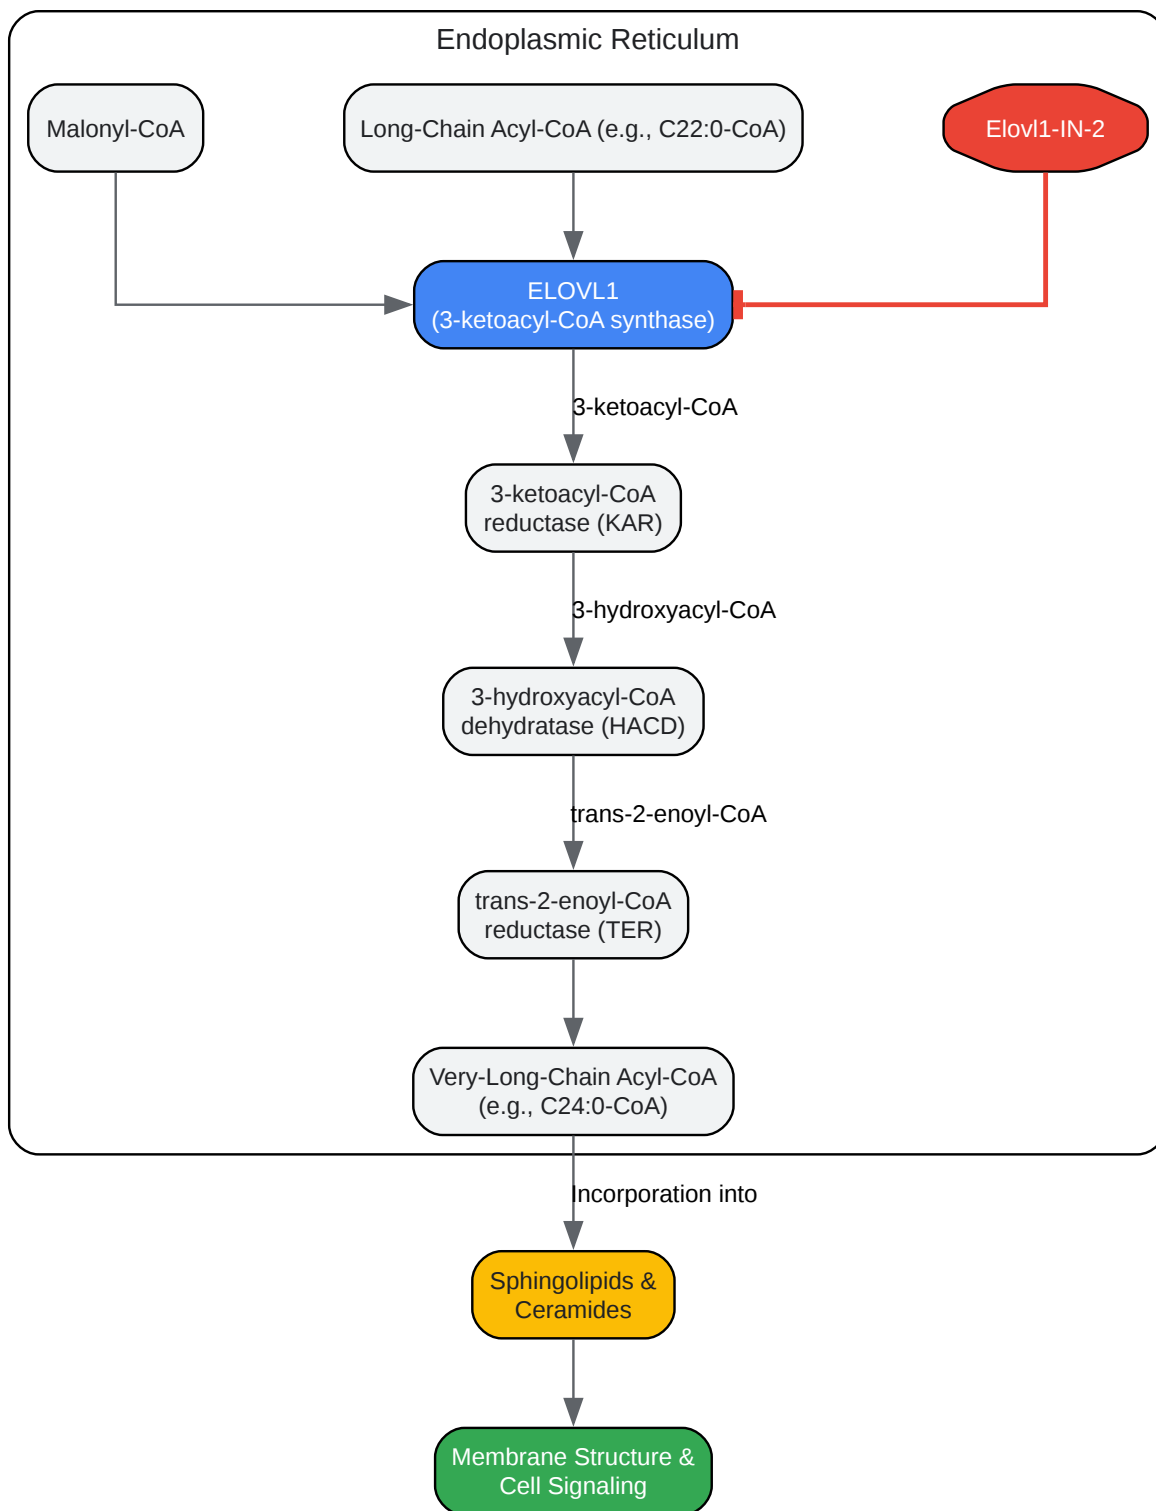 Endoplasmic Reticulum
Malonyl-CoA
Long-Chain Acyl-CoA (e.g., C22:0-CoA)
Elovl1-IN-2
ELOVL1
(3-ketoacyl-CoA synthase)
3-ketoacyl-CoA
3-ketoacyl-CoA
reductase (KAR)
3-hydroxyacyl-CoA
3-hydroxyacyl-CoA
dehydratase (HACD)
trans-2-enoyl-CoA
trans-2-enoyl-CoA
reductase (TER)
Very-Long-Chain Acyl-CoA
(e.g., C24:0-CoA)
Incorporation into
Sphingolipids &
Ceramides
Membrane Structure &
Cell Signaling